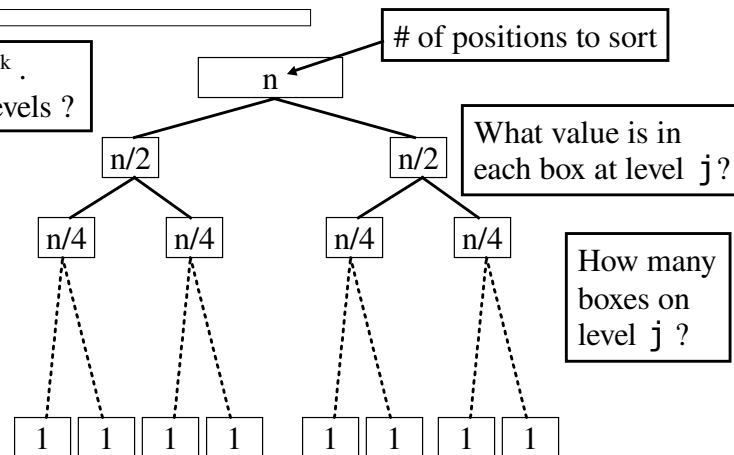 # of positions to sort
k .
evels ?
n
What value is in
each box at level j?
n/2 n/2
n/4 n/4 n/4 n/4
How many
boxes on
level j ?
1 1 1 1 1 1 1 1